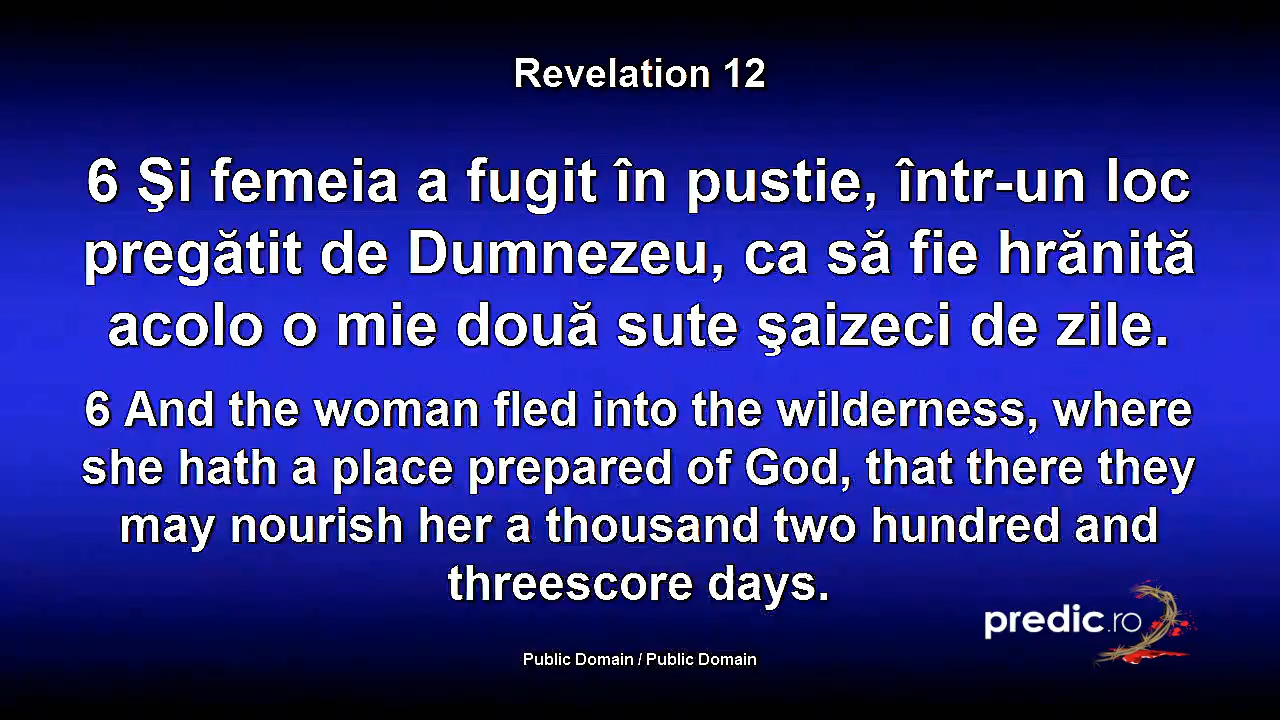 Revelation 12
6 Şi femeia a fugit în pustie, într-un loc
pregătit de Dumnezeu, ca să fie hrănită
acolo o mie două sute şaizeci de zile.
6 And the woman fled into the wilderness, where
she hath a place prepared of God, that there they
may nourish her a thousand two hundred and
threescore days.
predic.ro
Public Domain / Public Domain